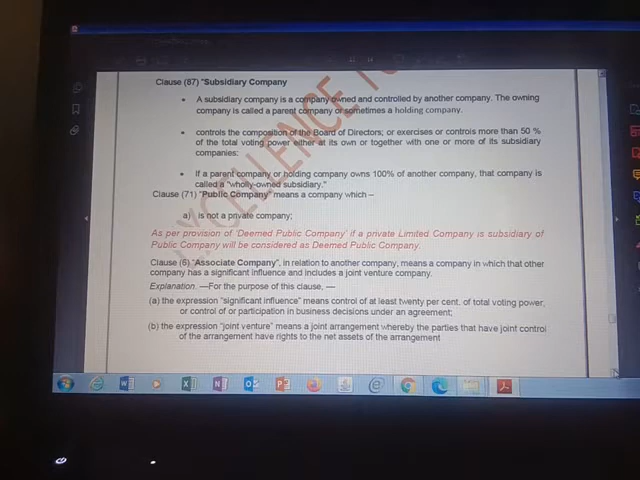 Clause (87) "Subsidiary Company
• A subsidiary company is a company owned and controlled by another company. The owning
company is called a parent company or sometimes a holding company.
• controls the composition of the Board of Directors; or exercises or controls more than 50 %
of the total voting power either at its own or together with one or more of its subsidiary
companies:
• If a parent company or holding company owns 100% of another company, that company is
called a "wholly-owned subsidiary."
Clause (71) "Public Company" means a company which –
a) is not a private company;
As per provision of 'Deemed Public Company' if a private Limited Company is subsidiary of
Public Company will be considered as Deemed Public Company.
Clause (6) "Associate Company", in relation to another company, means a company in which that other
company has a significant influence and includes a joint venture company.
Explanation. —For the purpose of this clause, —
(a) the expression "significant influence" means control of at least twenty per cent. of total voting power,
or control of or participation in business decisions under an agreement;
(b) the expression "joint venture" means a joint arrangement whereby the parties that have joint control
of the arrangement have rights to the net assets of the arrangement
EXCELLENCE